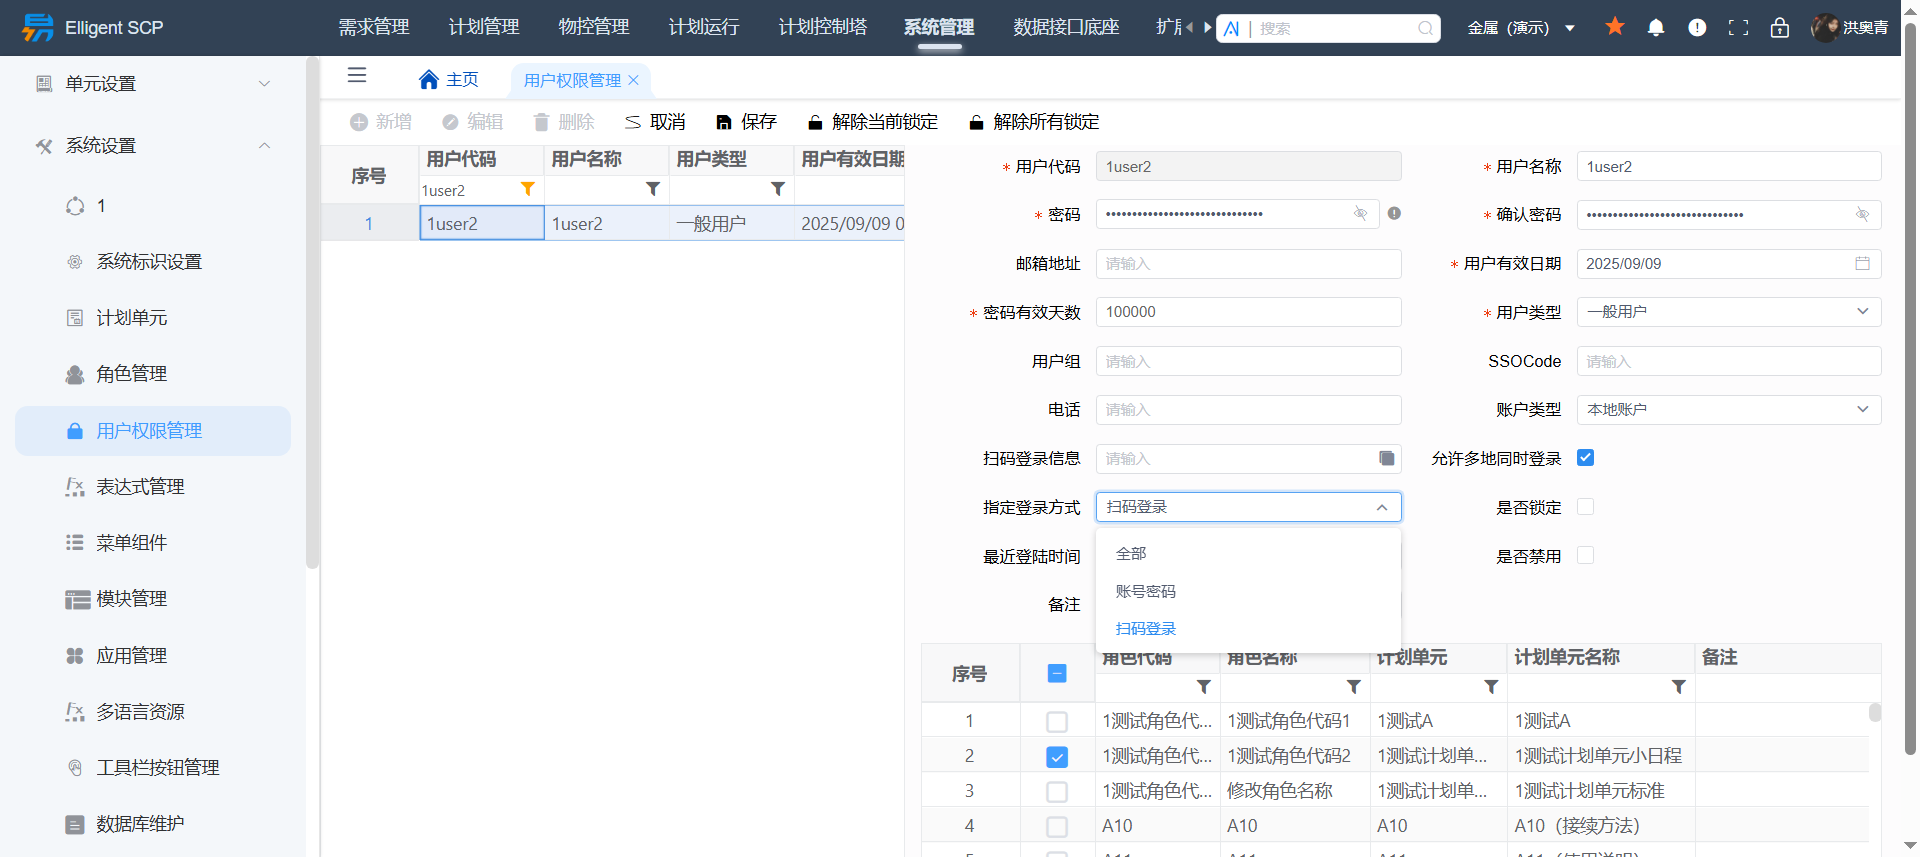 Elligent SCP
需求管理
计划管理
物控管理
计划运行
计划控制塔
系统管理
数据接口底座
AI | 搜索
金属（演示）
洪奥青
单元设置
系统设置
1
系统标识设置
计划单元
角色管理
用户权限管理
表达式管理
菜单组件
模块管理
应用管理
多语言资源
工具栏按钮管理
数据库维护
主页
用户权限管理
新增
编辑
删除
取消
保存
解除当前锁定
解除所有锁定
序号 用户代码 用户名称 用户类型 用户有效日期
1user2
1 1user2 1user2 一般用户 2025/09/09 0
* 用户代码 1user2
* 用户名称 1user2
* 密码 ••••••••••••••••••••••••••••••
* 确认密码 ••••••••••••••••••••••••••••••
邮箱地址 请输入
* 用户有效日期 2025/09/09
* 密码有效天数 100000
* 用户类型 一般用户
用户组 请输入
SSOCode 请输入
电话 请输入
账户类型 本地账户
扫码登录信息 请输入
允许多地同时登录
指定登录方式 扫码登录
是否锁定
最近登陆时间
是否禁用
备注
全部
账号密码
扫码登录
序号 角色代码 角色名称 计划单元 计划单元名称 备注
1 1测试角色代... 1测试角色代码1 1测试A 1测试A
2 1测试角色代... 1测试角色代码2 1测试计划单... 1测试计划单元小日程
3 1测试角色代... 修改角色名称 1测试计划单... 1测试计划单元标准
4 A10 A10 A10 A10（接续方法）